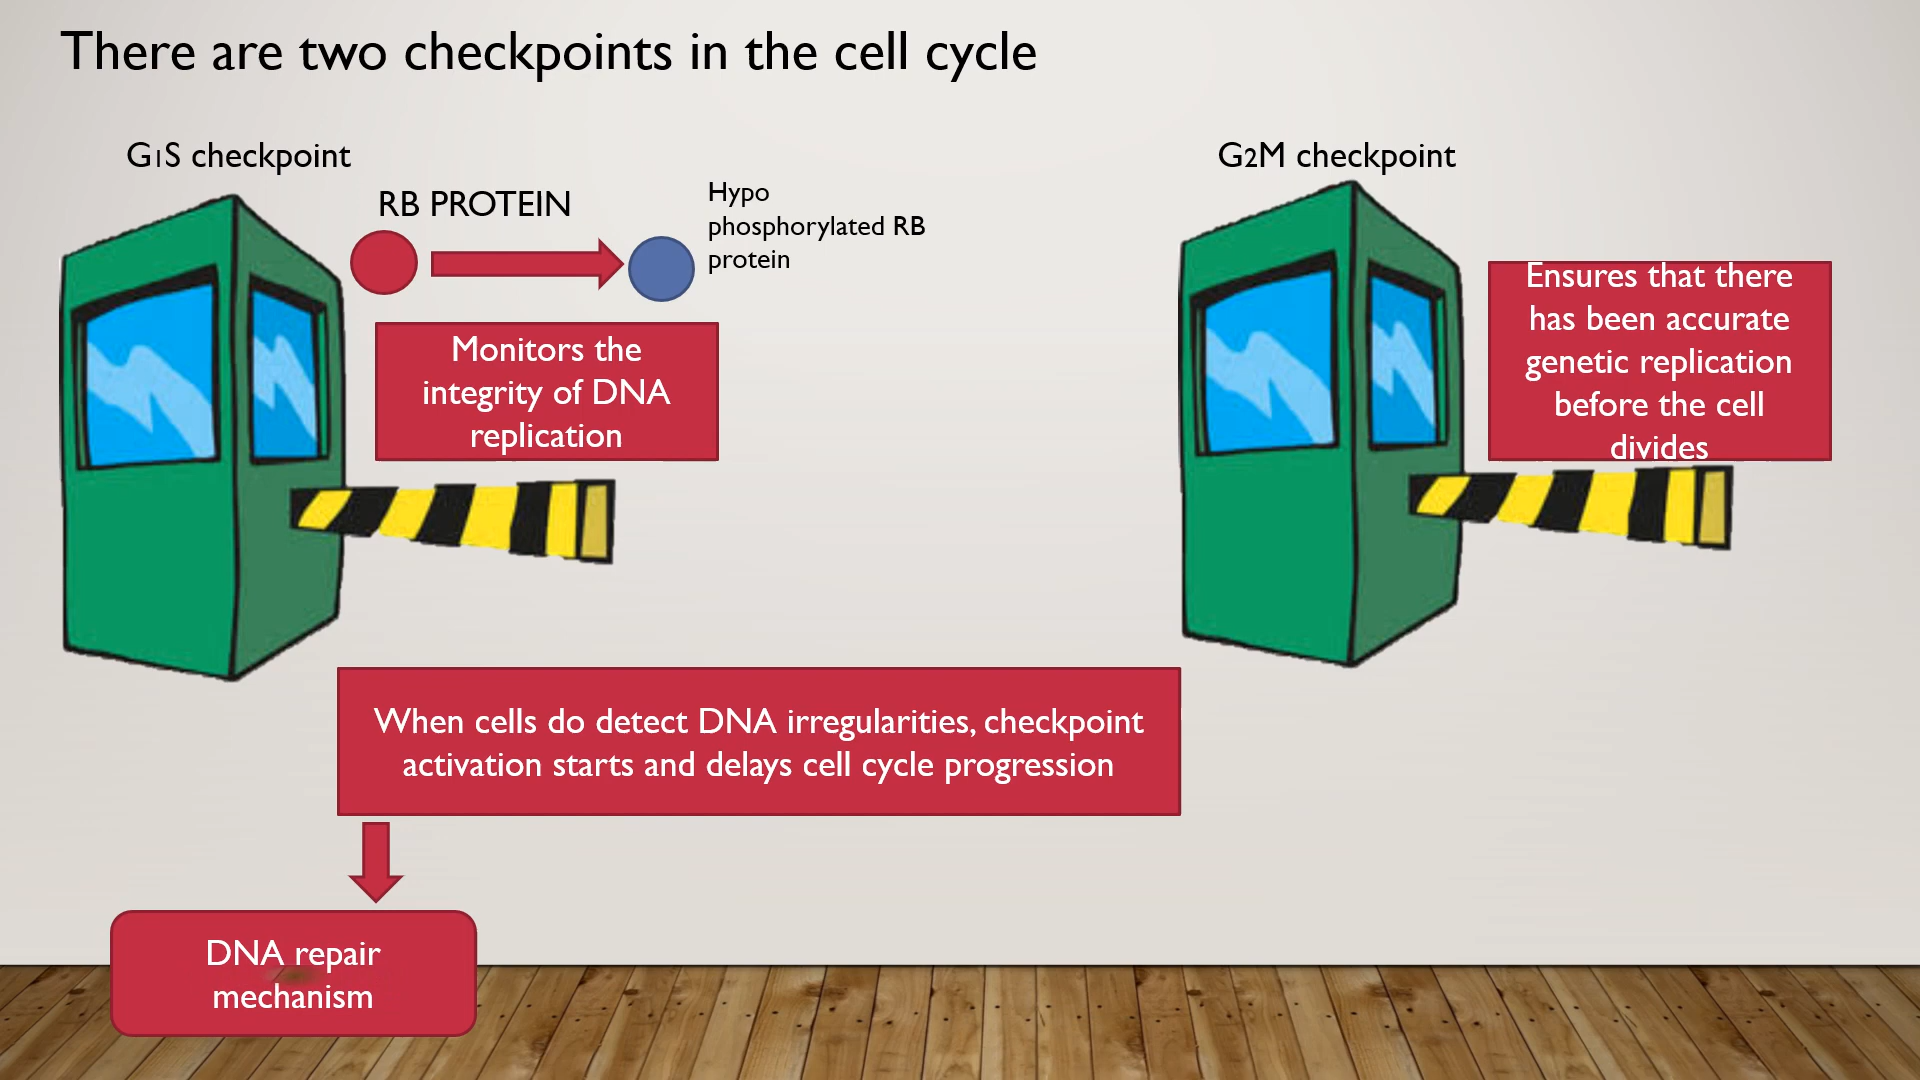 There are two checkpoints in the cell cycle
G1S checkpoint
RB PROTEIN
Hypo
phosphorylated RB
protein
Monitors the
integrity of DNA
replication
G2M checkpoint
Ensures that there
has been accurate
genetic replication
before the cell
divides
When cells do detect DNA irregularities, checkpoint
activation starts and delays cell cycle progression
DNA repair
mechanism